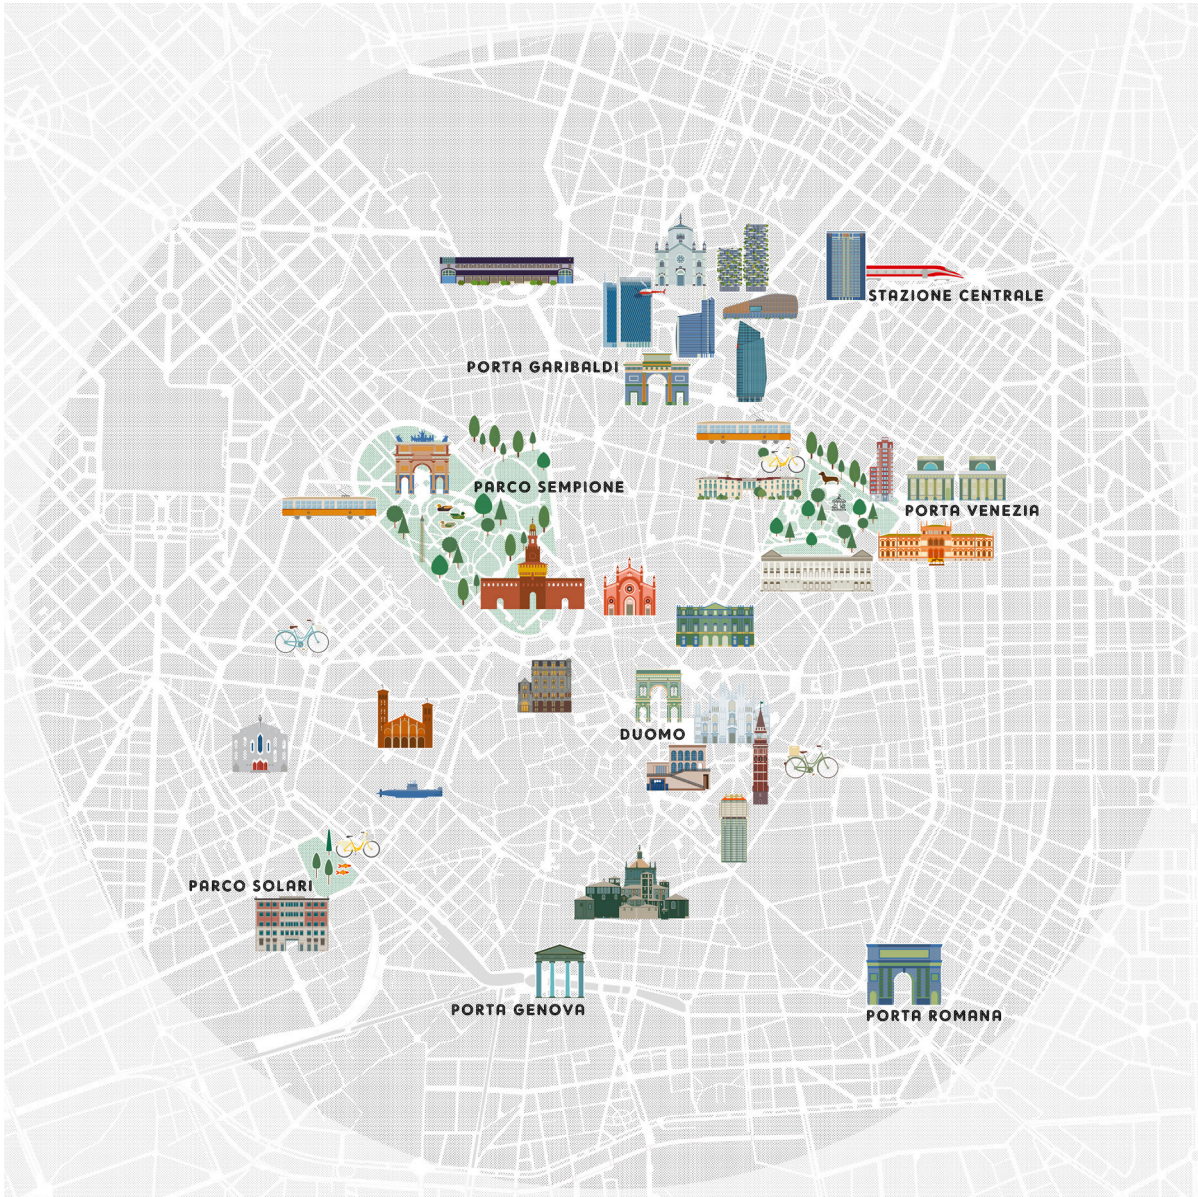 STAZIONE CENTRALE
PORTA GARIBALDI
PARCO SEMPIONE
PORTA VENEZIA
DUOMO
PARCO SOLARI
PORTA GENOVA
PORTA ROMANA